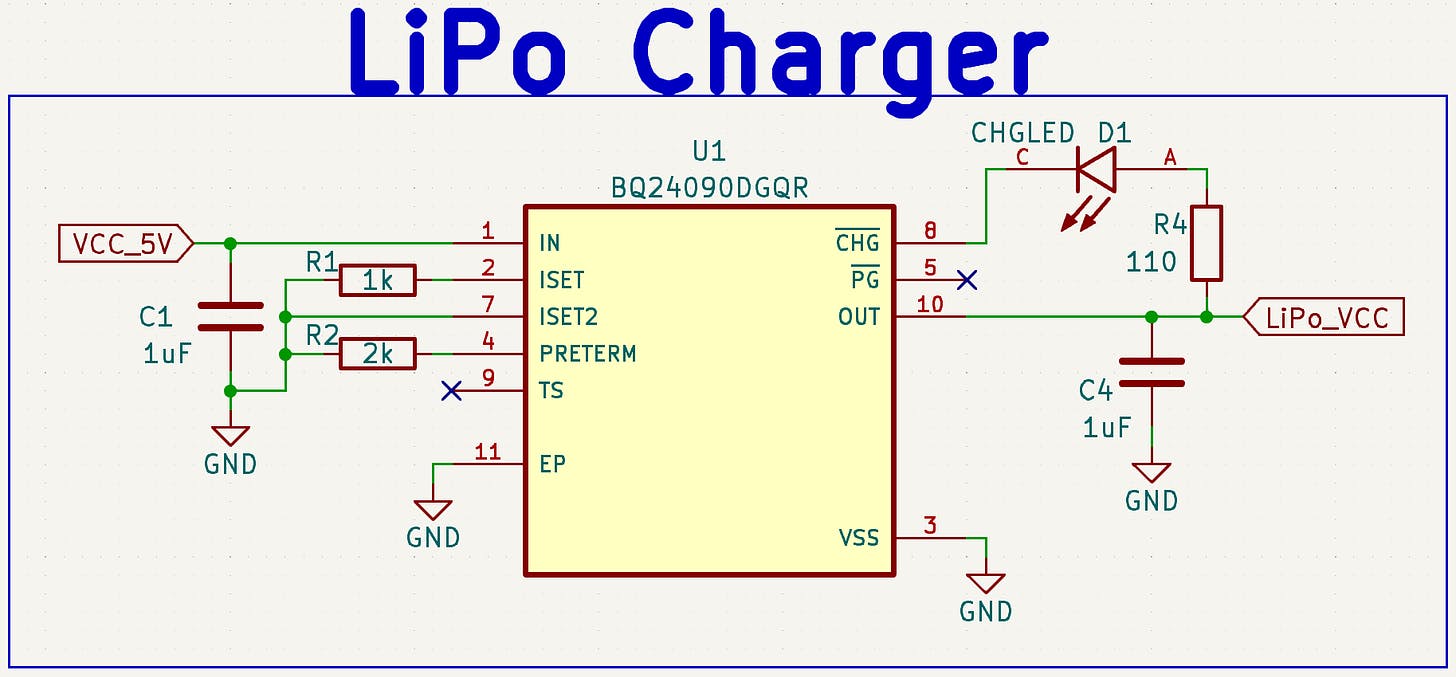 LiPo Charger
CHGLED D1
U1
C A
BQ24090DGQR
R4
110
VCC_5V
1 IN
CHG 8
R1
1k
2 ISET
PG 5
C1
1uF
7 ISET2
OUT 10
LiPo_VCC
R2
2k
4 PRETERM
9 TS
C4
1uF
GND
11 EP
GND
GND
VSS 3
GND